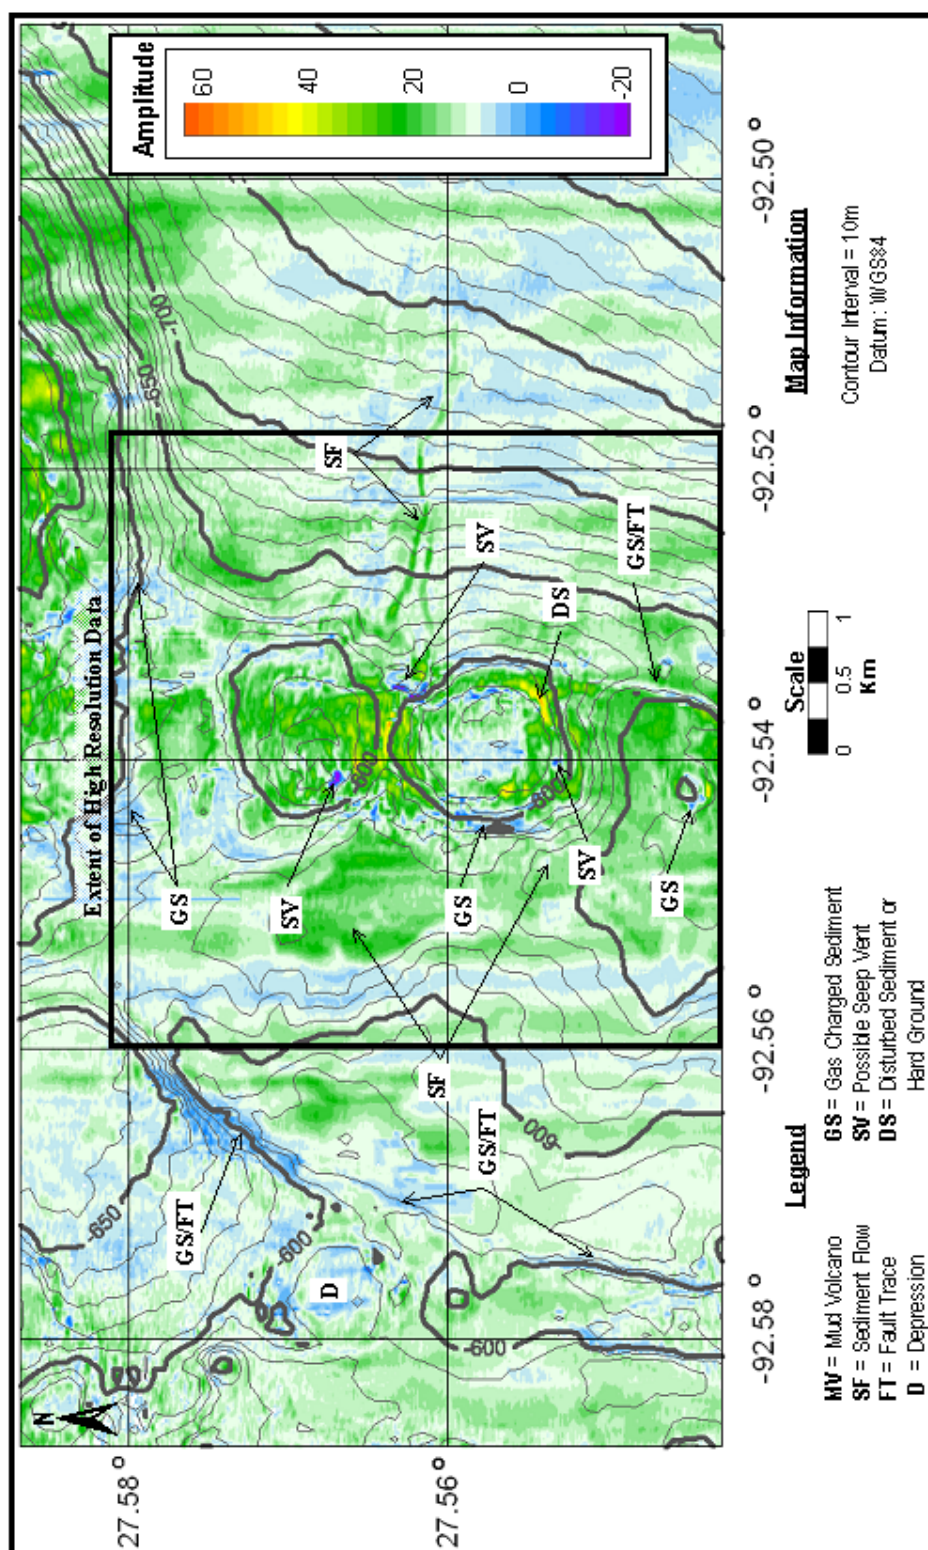 N
27.58 °
27.56 °
-92.58 °
-92.56 °
-92.54 °
-92.52 °
-92.50 °
Extent of High Resolution Data
Amplitude
60
40
20
0
-20
-650
-600
-600
-600
-650
-700
-600
-600
GS/FT
D
GS/FT
SF
GS
SV
GS
SV
GS
SF
SV
DS
GS/FT
Legend
MV = Mud Volcano
SF = Sediment Flow
FT = Fault Trace
D = Depression
GS = Gas Charged Sediment
SV = Possible Seep Vent
DS = Disturbed Sediment or
Hard Ground
Scale
0 0.5 1
Km
Map Information
Contour Interval = 10m
Datum: WGS84